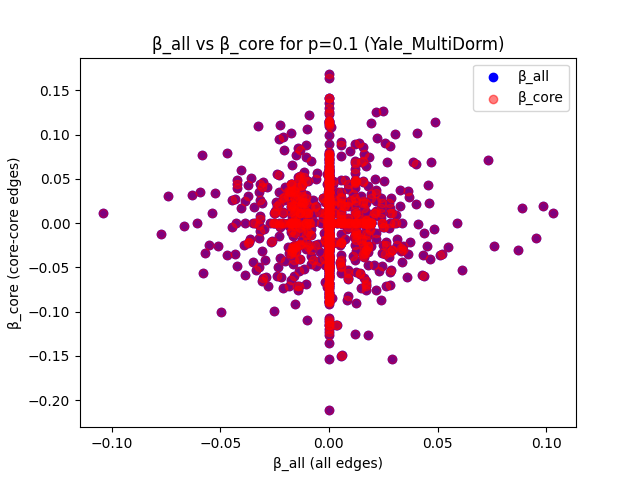 β_all vs β_core for p=0.1 (Yale_MultiDorm)
β_all
β_core
β_core (core-core edges)
0.15
0.10
0.05
0.00
−0.05
−0.10
−0.15
−0.20
−0.10
−0.05
0.00
0.05
0.10
β_all (all edges)